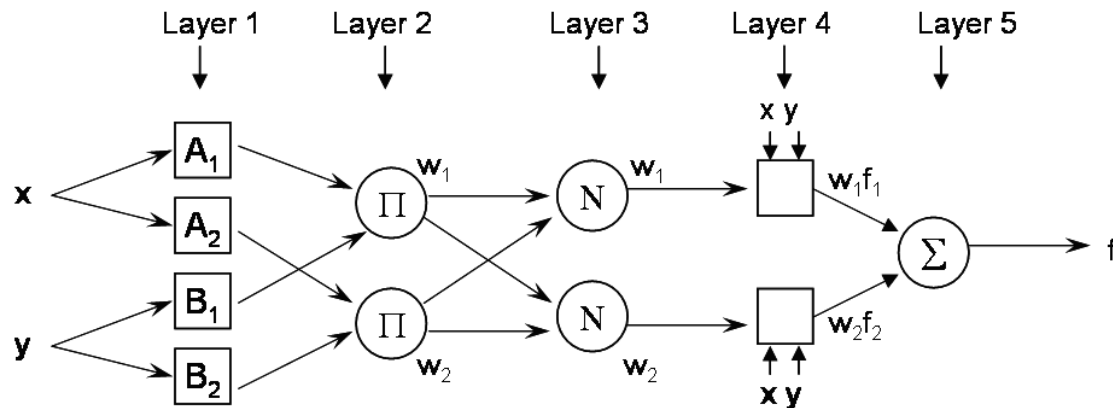 Layer 1 Layer 2 Layer 3 Layer 4 Layer 5
x y
A₁
w₁ w₁ w₁f₁
x Π N
A₂
Σ f
B₁
Π N
y w₂f₂
B₂ w₂ w₂
x y